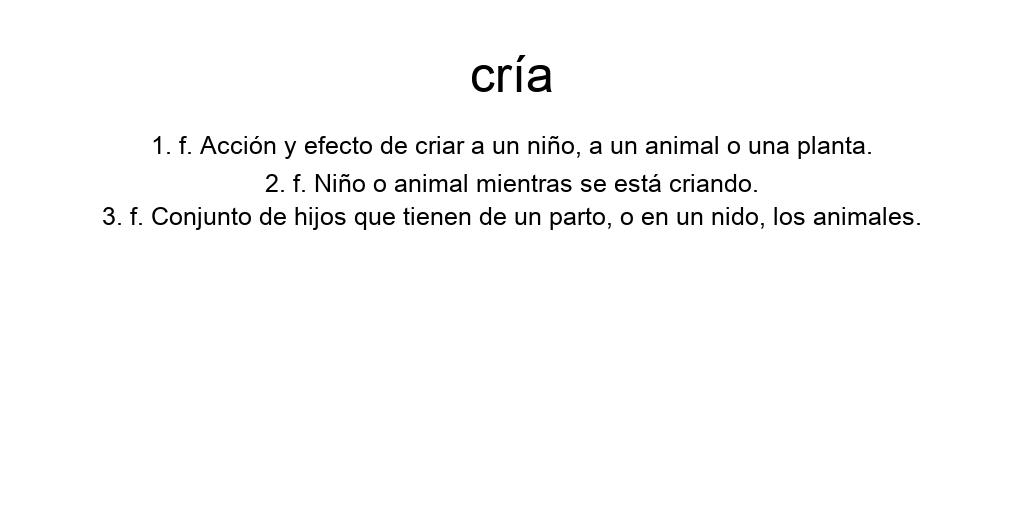 cría
1. f. Acción y efecto de criar a un niño, a un animal o una planta.
2. f. Niño o animal mientras se está criando.
3. f. Conjunto de hijos que tienen de un parto, o en un nido, los animales.